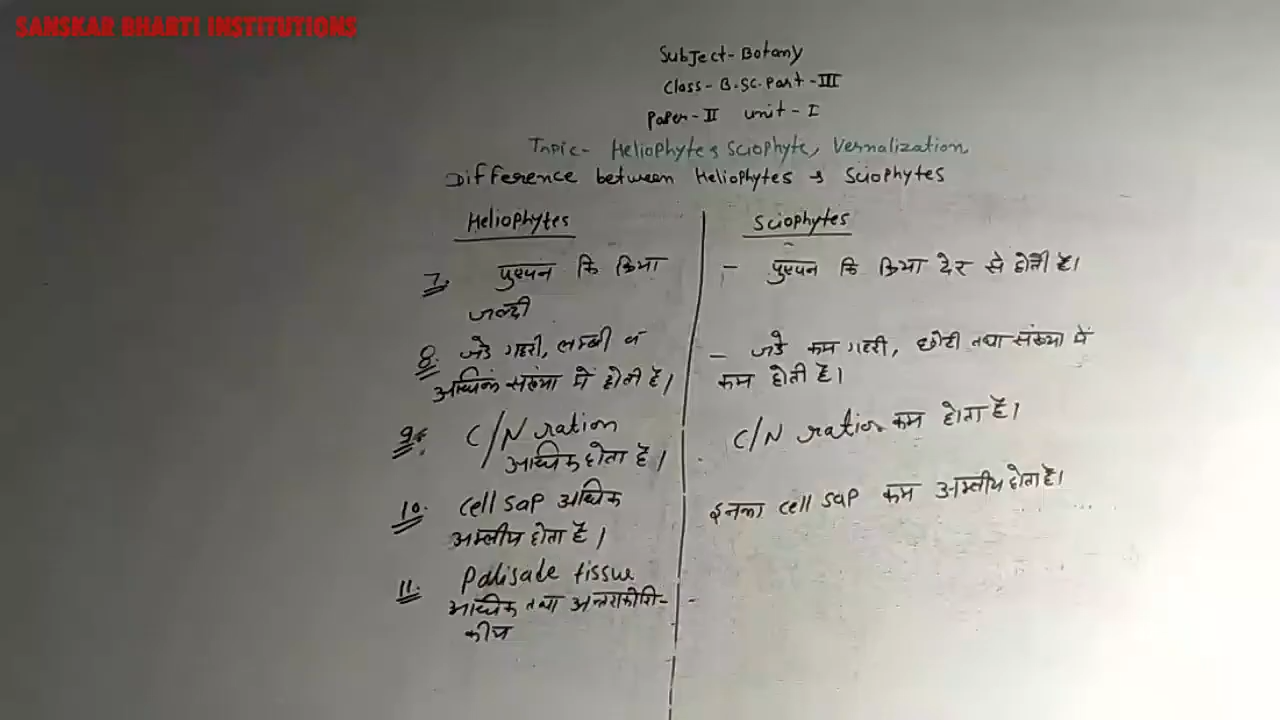 SANSKAR BHARTI INSTITUTIONS
Subject-Botany
Class-B.Sc.Part-III
Paper-II Unit-I
Topic- Heliophyte & Sciophyte, Vernalization
Difference between Heliophytes & Sciophytes
Heliophytes
Sciophytes
7. पुष्पन कि क्रिया
जल्दी
- पुष्पन कि क्रिया देर से होती है।
8. जडे गहरी, लम्बी व
अधिक संख्या में होती है।
- जडे कम गहरी, छोटी तथा संख्या में
कम होती है।
9. C/N ration
अधिक होता है।
C/N ration कम होता है।
10. Cell sap अधिक
अम्लीय होता है।
इनका cell sap कम अम्लीय होता है।
11. Palisade tissue
अधिक तथा अन्तराकोशि-
कीय
-